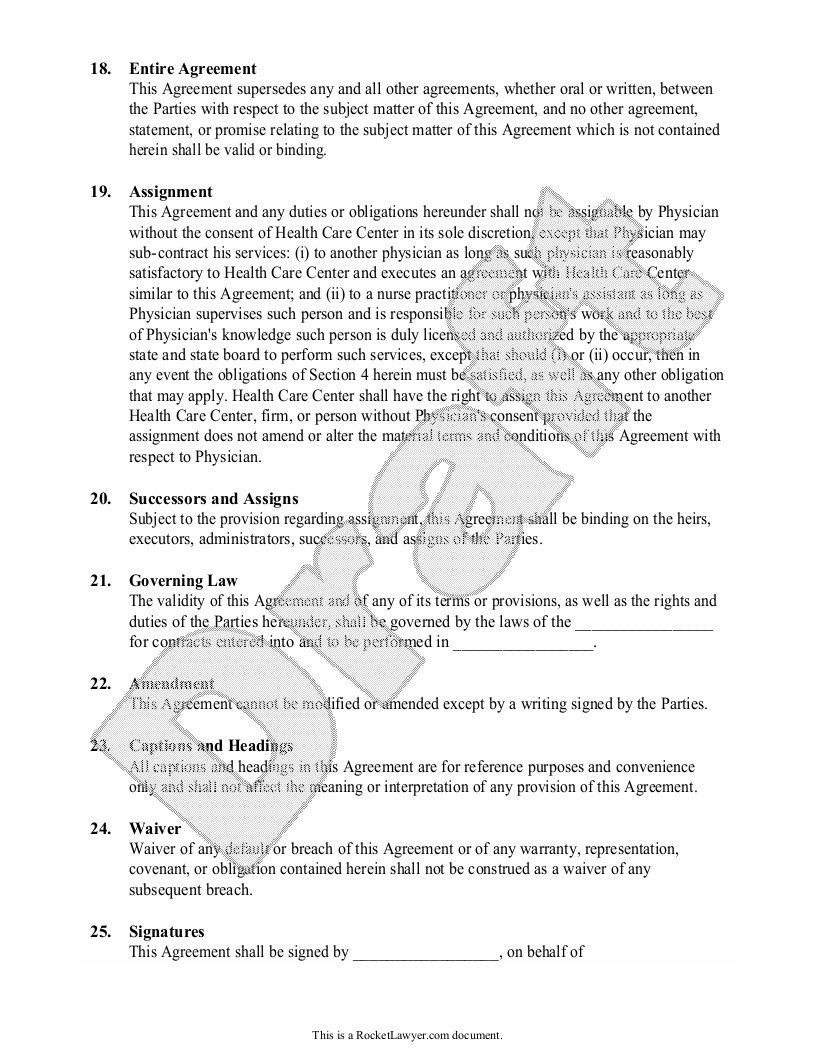 18. Entire Agreement
This Agreement supersedes any and all other agreements, whether oral or written, between
the Parties with respect to the subject matter of this Agreement, and no other agreement,
statement, or promise relating to the subject matter of this Agreement which is not contained
herein shall be valid or binding.
19. Assignment
This Agreement and any duties or obligations hereunder shall not be assignable by Physician
without the consent of Health Care Center in its sole discretion, except that Physician may
sub-contract his services: (i) to another physician as long as such physician is reasonably
satisfactory to Health Care Center and executes an agreement with Health Care Center
similar to this Agreement; and (ii) to a nurse practitioner or physician's assistant as long as
Physician supervises such person and is responsible for such person's work and to the best
of Physician's knowledge such person is duly licensed and authorized by the appropriate
state and state board to perform such services, except that should (i) or (ii) occur, then in
any event the obligations of Section 4 herein must be satisfied, as well as any other obligation
that may apply. Health Care Center shall have the right to assign this Agreement to another
Health Care Center, firm, or person without Physician's consent provided that the
assignment does not amend or alter the material terms and conditions of this Agreement with
respect to Physician.
20. Successors and Assigns
Subject to the provision regarding assignment, this Agreement shall be binding on the heirs,
executors, administrators, successors, and assigns of the Parties.
21. Governing Law
The validity of this Agreement and of any of its terms or provisions, as well as the rights and
duties of the Parties hereunder, shall be governed by the laws of the _________________
for contracts entered into and to be performed in _________________.
22. Amendment
This Agreement cannot be modified or amended except by a writing signed by the Parties.
23. Captions and Headings
All captions and headings in this Agreement are for reference purposes and convenience
only and shall not affect the meaning or interpretation of any provision of this Agreement.
24. Waiver
Waiver of any default or breach of this Agreement or of any warranty, representation,
covenant, or obligation contained herein shall not be construed as a waiver of any
subsequent breach.
25. Signatures
This Agreement shall be signed by __________________, on behalf of
Draft
This is a RocketLawyer.com document.